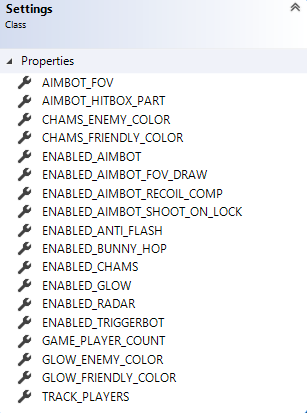 Settings
Class
Properties
AIMBOT_FOV
AIMBOT_HITBOX_PART
CHAMS_ENEMY_COLOR
CHAMS_FRIENDLY_COLOR
ENABLED_AIMBOT
ENABLED_AIMBOT_FOV_DRAW
ENABLED_AIMBOT_RECOIL_COMP
ENABLED_AIMBOT_SHOOT_ON_LOCK
ENABLED_ANTI_FLASH
ENABLED_BUNNY_HOP
ENABLED_CHAMS
ENABLED_GLOW
ENABLED_RADAR
ENABLED_TRIGGERBOT
GAME_PLAYER_COUNT
GLOW_ENEMY_COLOR
GLOW_FRIENDLY_COLOR
TRACK_PLAYERS